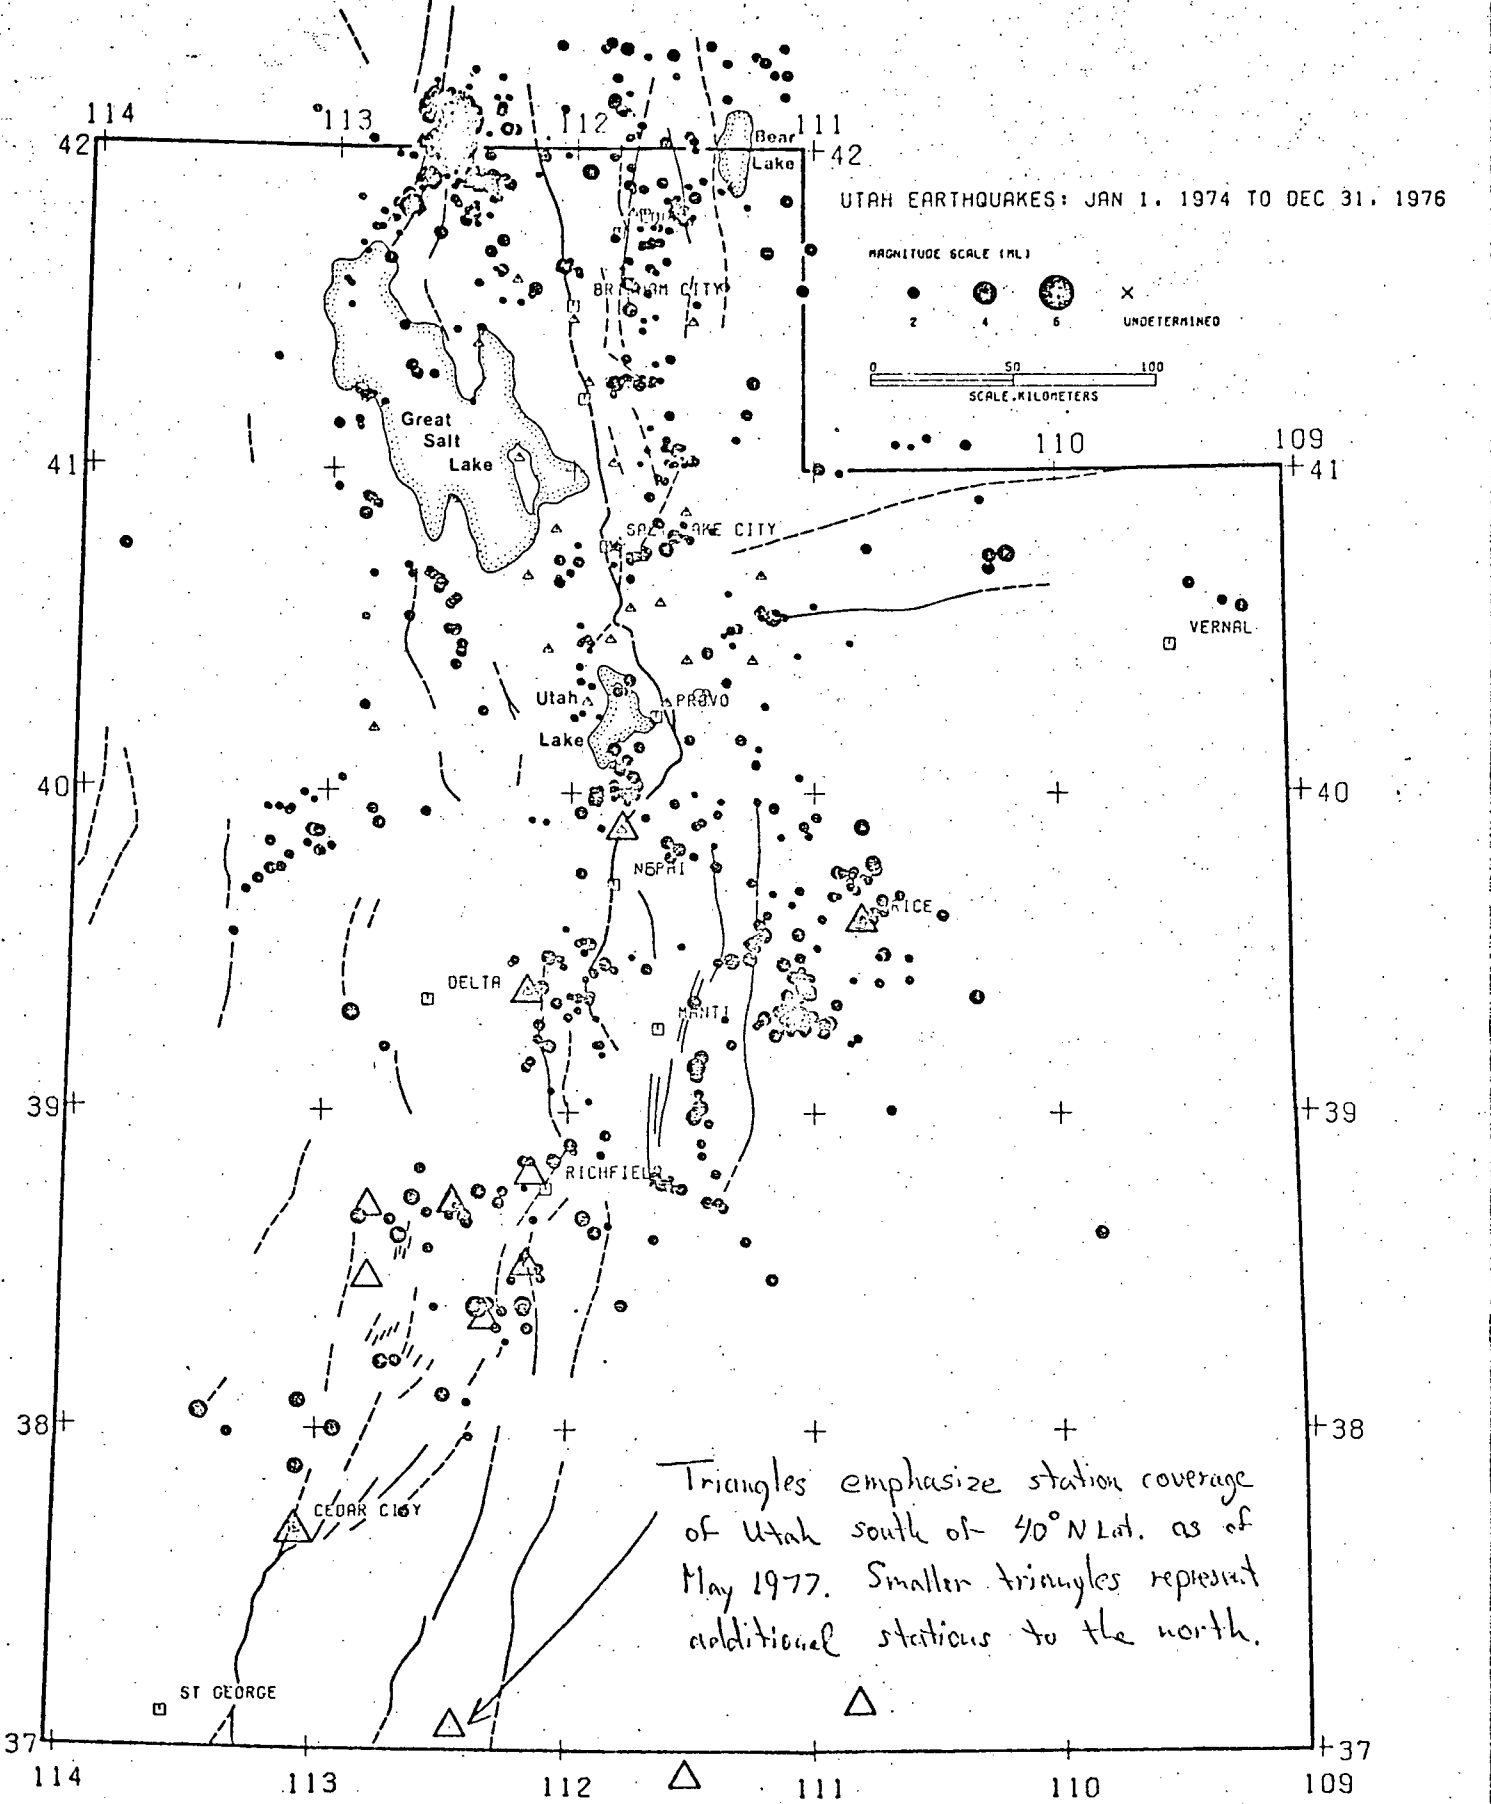 114
113
112
111
42
42
Bear
Lake
UTAH EARTHQUAKES: JAN 1, 1974 TO DEC 31, 1976
MAGNITUDE SCALE (ML)
2 4 6 UNDETERMINED
BRIGHAM CITY
0 50 100
SCALE, KILOMETERS
Great
Salt
Lake
110
109
41
41
SALT LAKE CITY
VERNAL
Utah
Lake
PROVO
40
40
NEPHI
PRICE
DELTA
MANTI
39
39
RICHFIELD
38
38
CEDAR CITY
Triangles emphasize station coverage
of Utah south of 40° N Lat. as of
May 1977. Smaller triangles represent
additional stations to the north.
ST GEORGE
37
37
114
113
112
111
110
109